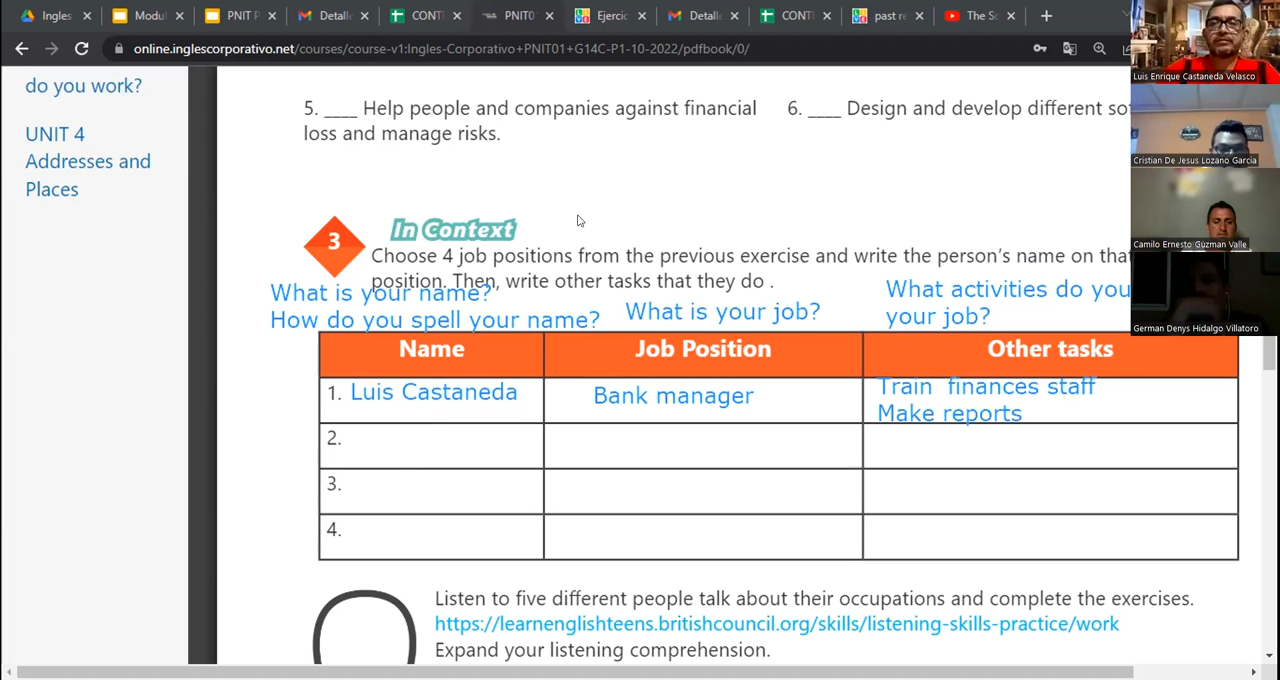 Ingles
Modul
PNIT P
Detalle
CONTI
PNIT0
Ejercic
Detalle
CONTI
past re
The Sc
online.inglescorporativo.net/courses/course-v1:Ingles-Corporativo+PNIT01+G14C-P1-10-2022/pdfbook/0/
Luis Enrique Castaneda Velasco
Cristian De Jesus Lozano Garcia
Camilo Ernesto Guzman Valle
German Denys Hidalgo Villatoro
do you work?
UNIT 4
Addresses and
Places
5. ____ Help people and companies against financial
loss and manage risks.
6. ____ Design and develop different so
3
In Context
Choose 4 job positions from the previous exercise and write the person's name on that
position. Then, write other tasks that they do .
What is your name?
How do you spell your name?
What is your job?
What activities do you
your job?
Name Job Position Other tasks
1. Luis Castaneda Bank manager Train finances staff
Make reports
2.
3.
4.
Listen to five different people talk about their occupations and complete the exercises.
https://learnenglishteens.britishcouncil.org/skills/listening-skills-practice/work
Expand your listening comprehension.